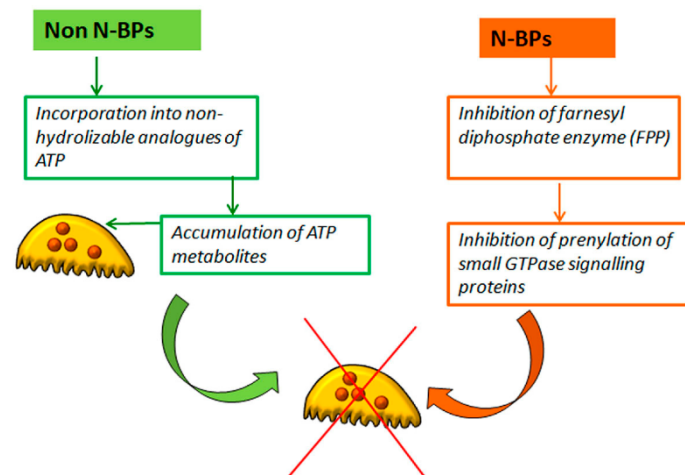 Non N-BPs
Incorporation into non-
hydrolizable analogues of
ATP
Accumulation of ATP
metabolites
N-BPs
Inhibition of farnesyl
diphosphate enzyme (FPP)
Inhibition of prenylation of
small GTPase signalling
proteins